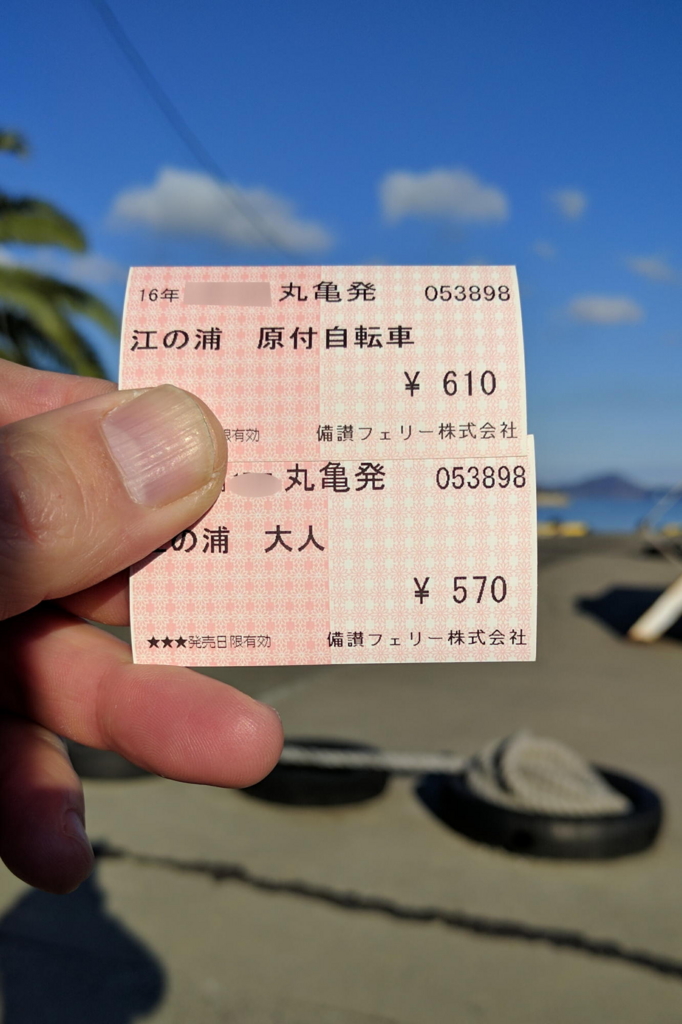 16年 丸亀発 053898
江の浦 原付自転車
¥ 610
限有効 備讃フェリー株式会社
丸亀発 053898
の浦 大人
¥ 570
★★★発売日限有効 備讃フェリー株式会社